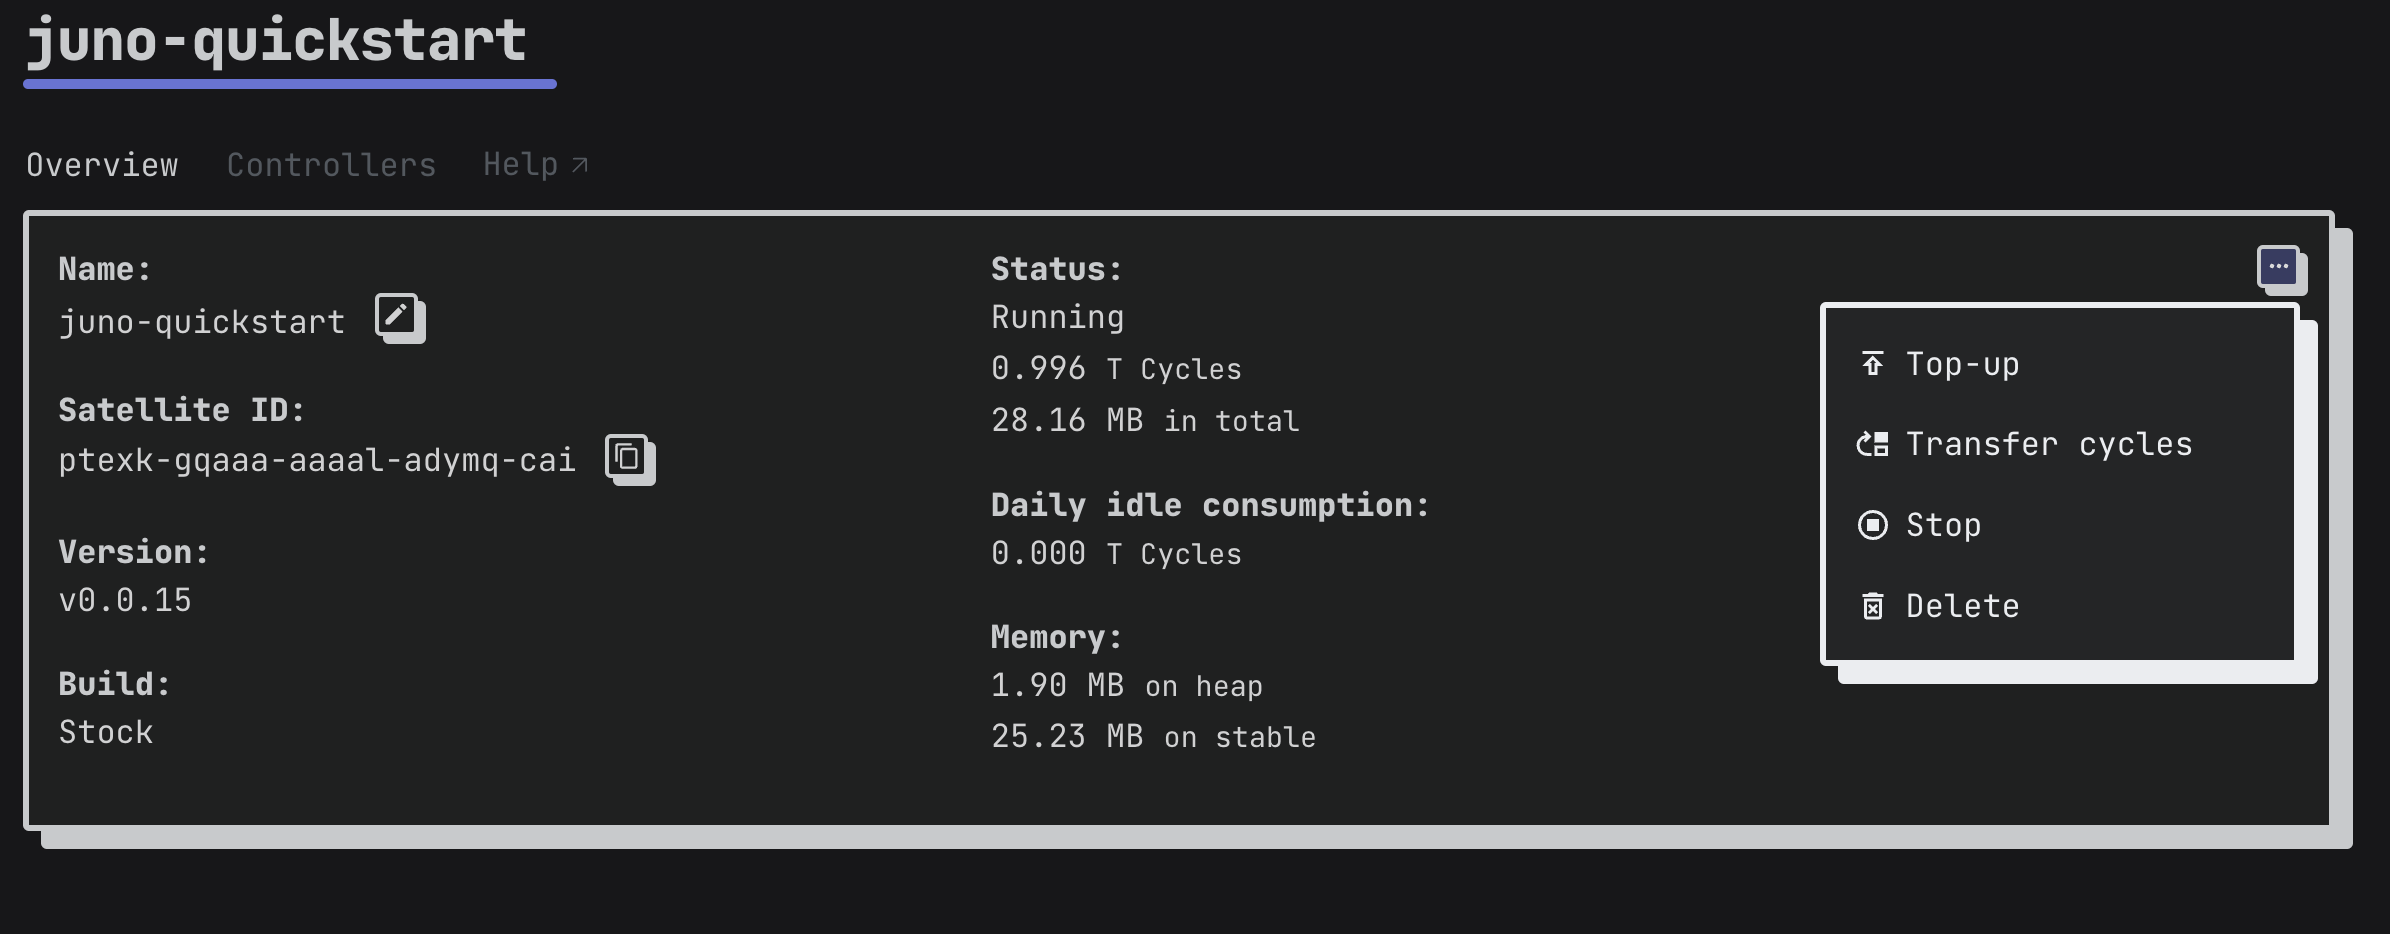 juno-quickstart
Overview Controllers Help
Name:
juno-quickstart
Satellite ID:
ptexk-gqaaa-aaaal-adymq-cai
Version:
v0.0.15
Build:
Stock
Status:
Running
0.996 T Cycles
28.16 MB in total
Daily idle consumption:
0.000 T Cycles
Memory:
1.90 MB on heap
25.23 MB on stable
Top-up
Transfer cycles
Stop
Delete